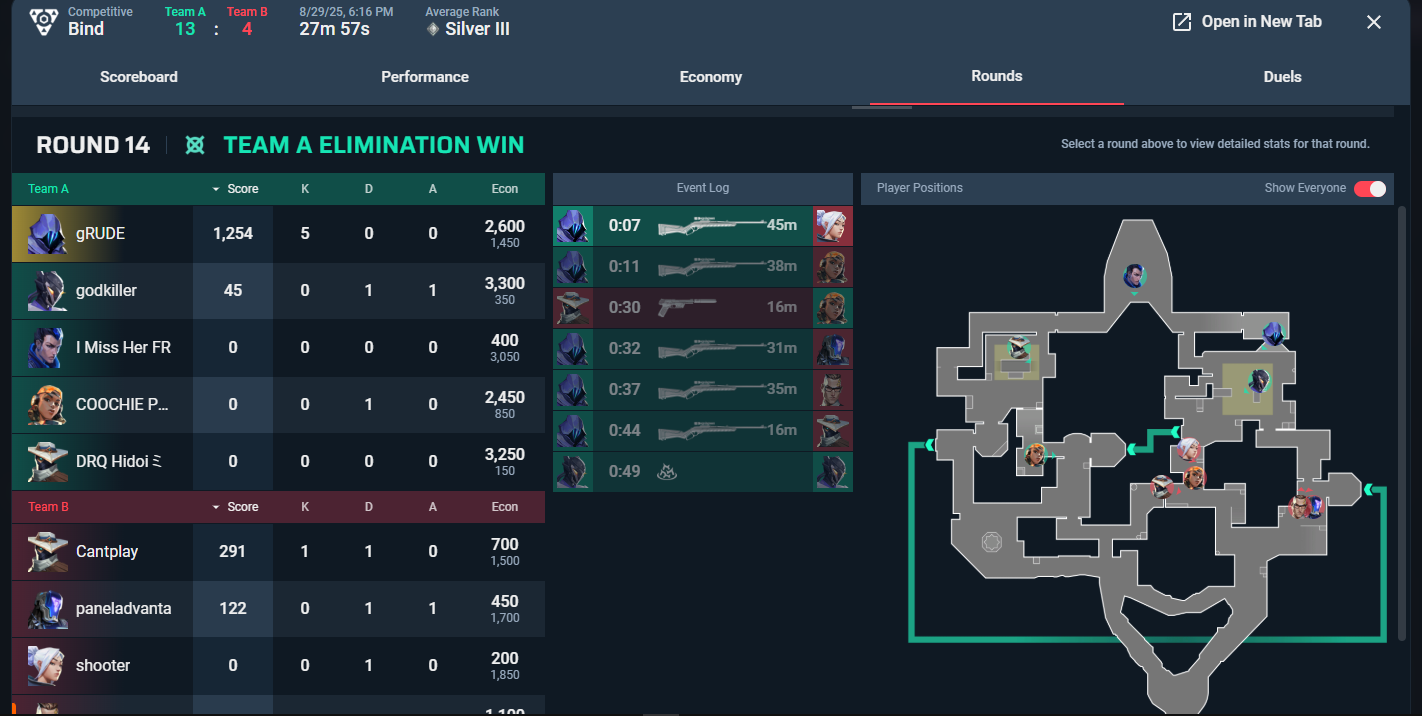 Competitive
Bind
Team A
13
:
Team B
4
8/29/25, 6:16 PM
27m 57s
Average Rank
Silver III
Open in New Tab
Scoreboard
Performance
Economy
Rounds
Duels
ROUND 14
TEAM A ELIMINATION WIN
Select a round above to view detailed stats for that round.
Team A Score K D A Econ
gRUDE 1,254 5 0 0 2,600
1,450
godkiller 45 0 1 1 3,300
350
I Miss Her FR 0 0 0 0 400
3,050
COOCHIE P... 0 0 1 0 2,450
850
DRQ Hidoiミ 0 0 0 0 3,250
150
Team B Score K D A Econ
Cantplay 291 1 1 0 700
1,500
paneladvanta 122 0 1 1 450
1,700
shooter 0 0 1 0 200
1,850
1,100
Event Log
0:07 45m
0:11 38m
0:30 16m
0:32 31m
0:37 35m
0:44 16m
0:49
Player Positions
Show Everyone